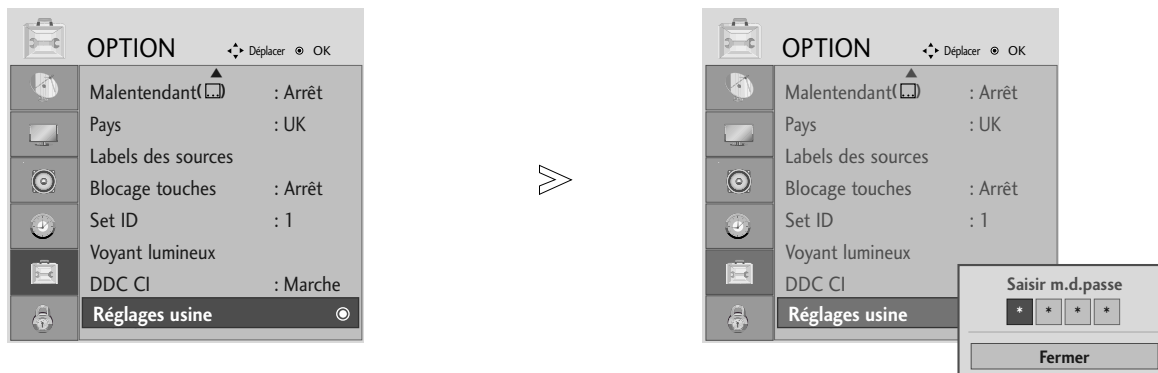 OPTION
Déplacer OK
Malentendant( ) : Arrêt
Pays : UK
Labels des sources
Blocage touches : Arrêt
Set ID : 1
Voyant lumineux
DDC CI : Marche
Réglages usine
OPTION
Déplacer OK
Malentendant( ) : Arrêt
Pays : UK
Labels des sources
Blocage touches : Arrêt
Set ID : 1
Voyant lumineux
DDC CI
Réglages usine
Saisir m.d.passe
* * * *
Fermer